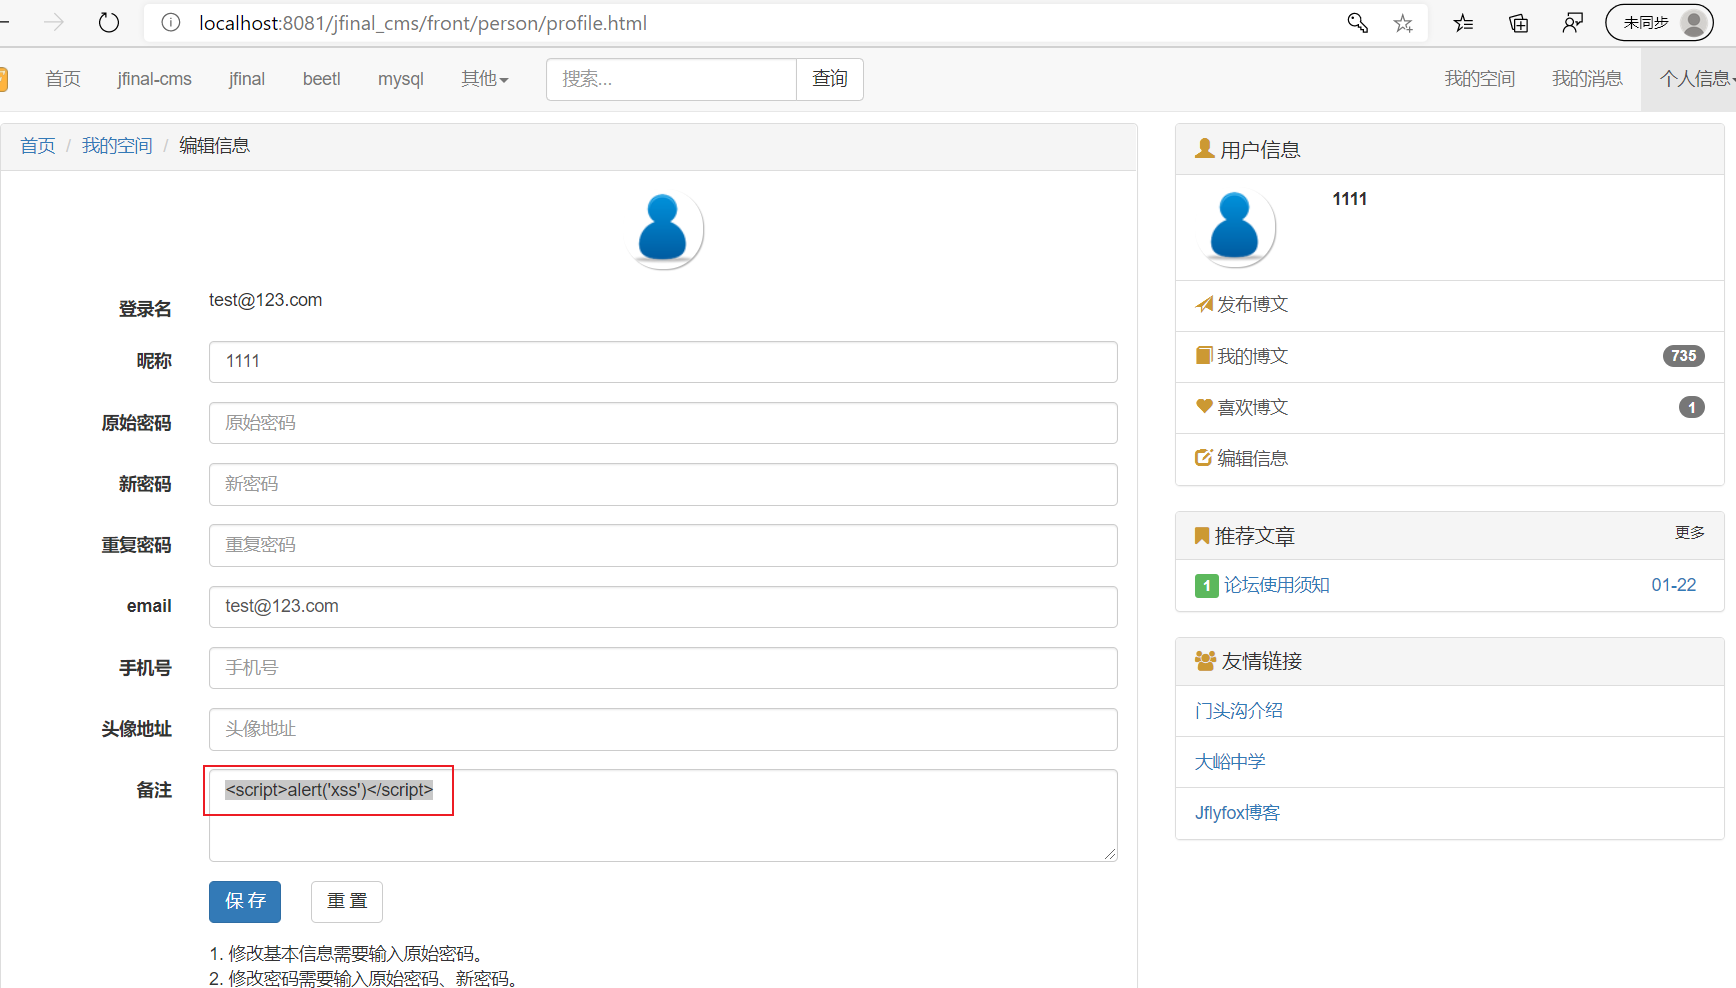 localhost:8081/jfinal_cms/front/person/profile.html
未同步
首页 jfinal-cms jfinal beetl mysql 其他 搜索... 查询 我的空间 我的消息 个人信息
首页 / 我的空间 / 编辑信息
登录名 test@123.com
昵称 1111
原始密码 原始密码
新密码 新密码
重复密码 重复密码
email test@123.com
手机号 手机号
头像地址 头像地址
备注 <script>alert('xss')</script>
保 存 重 置
1. 修改基本信息需要输入原始密码。
2. 修改密码需要输入原始密码、新密码。
用户信息
1111
发布博文
我的博文 735
喜欢博文 1
编辑信息
推荐文章 更多
1 论坛使用须知 01-22
友情链接
门头沟介绍
大峪中学
Jflyfox博客